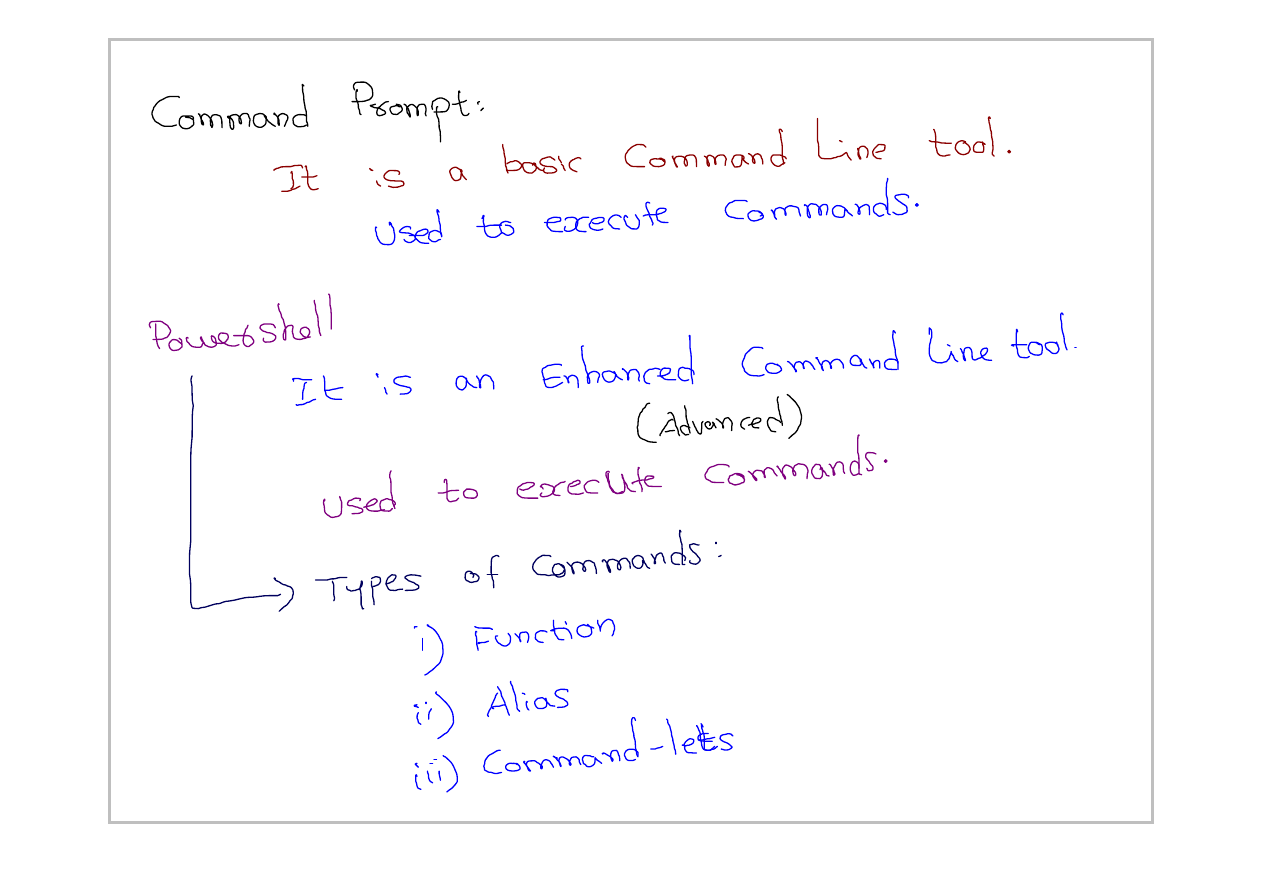 Command Prompt:
It is a basic Command Line tool.
Used to execute Commands.
Powershell
It is an Enhanced Command Line tool.
(Advanced)
Used to execute Commands.
Types of Commands:
i) Function
ii) Alias
iii) Command-lets